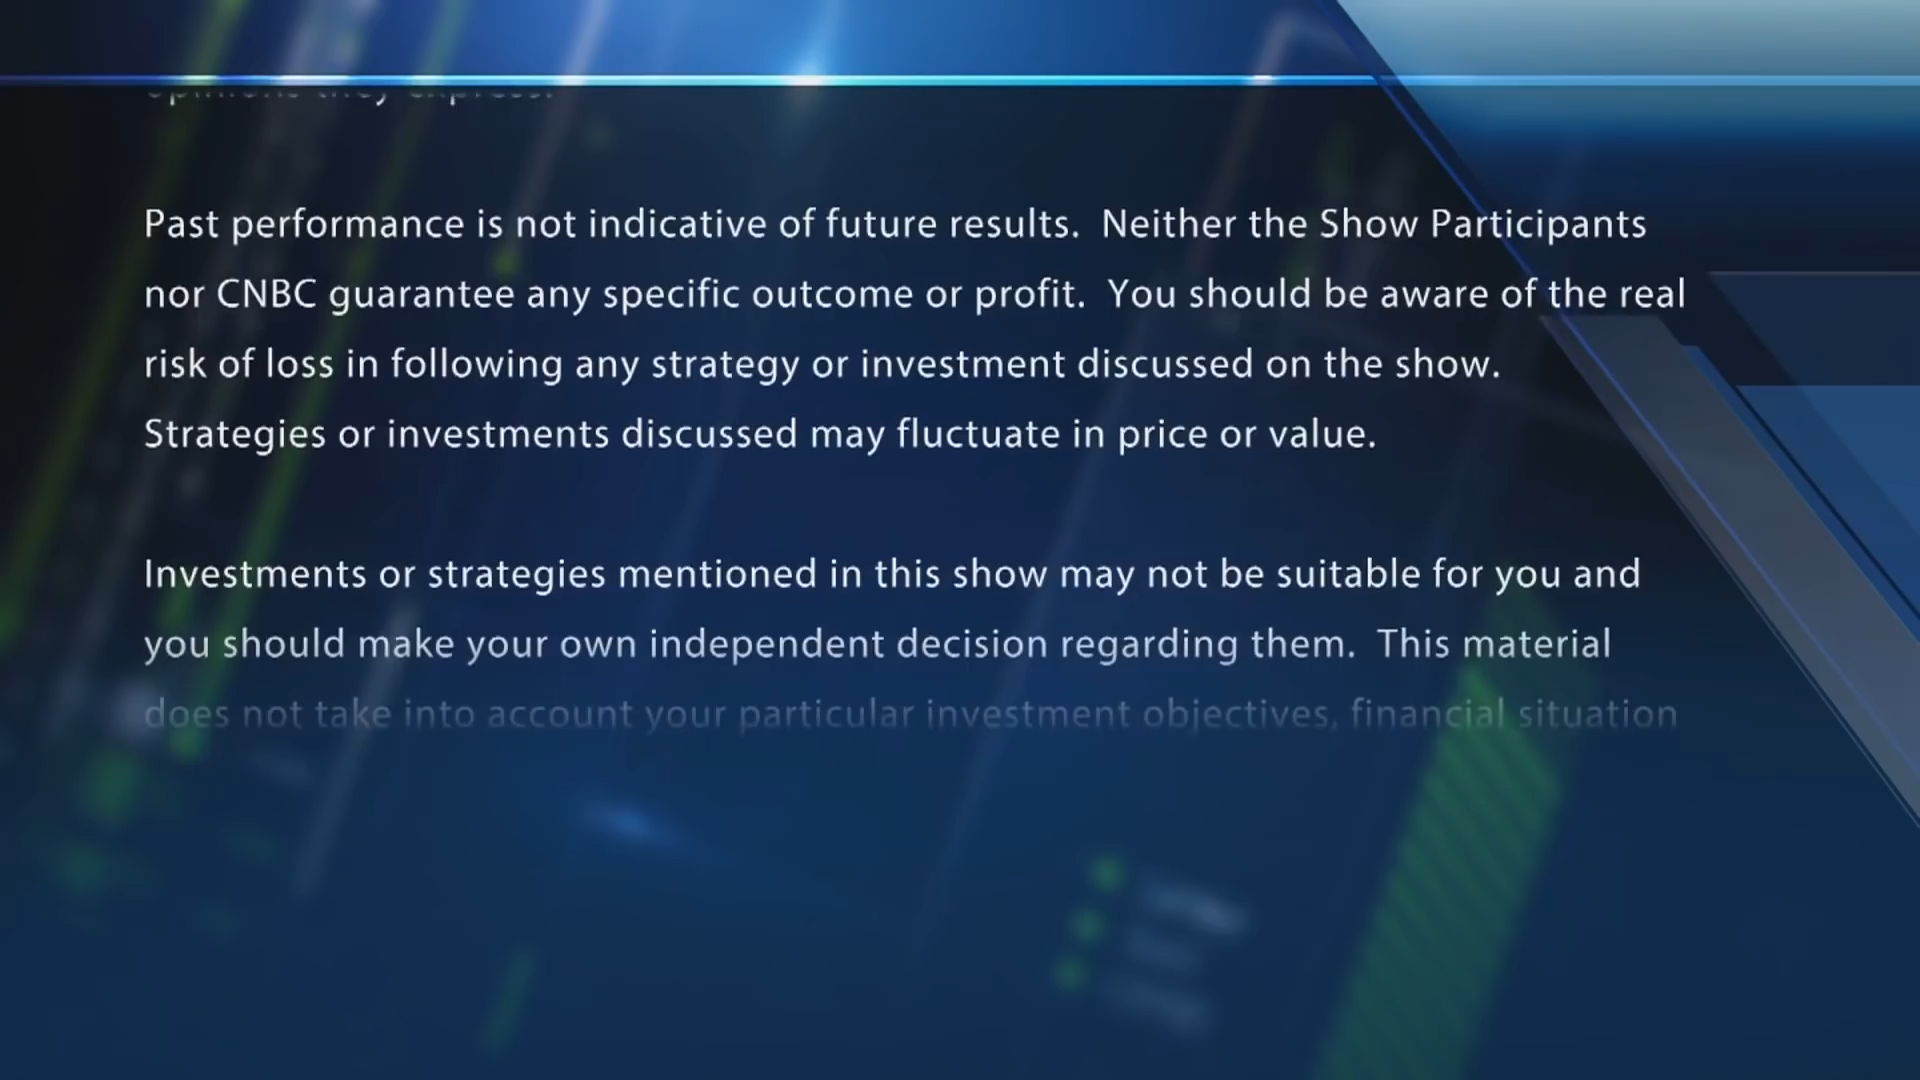 opinions they express.
Past performance is not indicative of future results.  Neither the Show Participants
nor CNBC guarantee any specific outcome or profit.  You should be aware of the real
risk of loss in following any strategy or investment discussed on the show.
Strategies or investments discussed may fluctuate in price or value.
Investments or strategies mentioned in this show may not be suitable for you and
you should make your own independent decision regarding them.  This material
does not take into account your particular investment objectives, financial situation